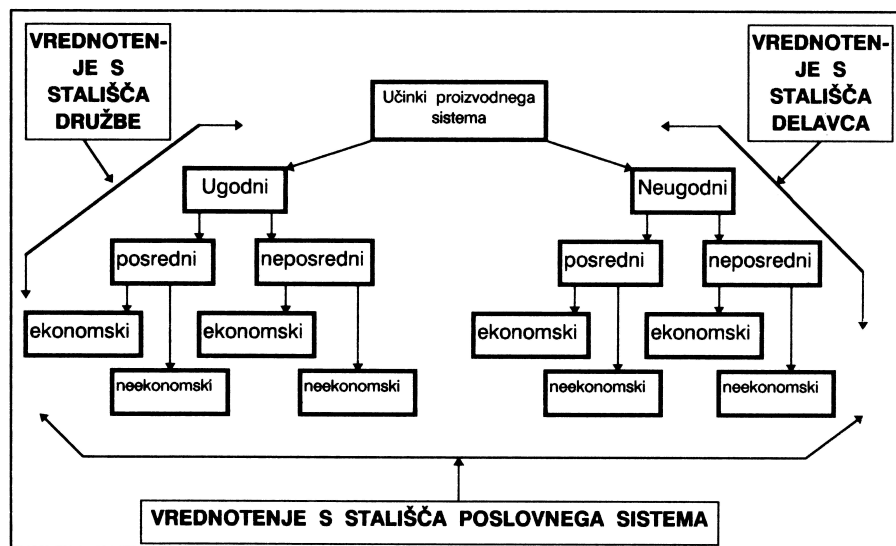 VREDNOTEN-
JE S
STALIŠČA
DRUŽBE
VREDNOTEN-
JE S
STALIŠČA
DELAVCA
Učinki proizvodnega
sistema
Ugodni
Neugodni
posredni
neposredni
posredni
neposredni
ekonomski
ekonomski
ekonomski
ekonomski
neekonomski
neekonomski
neekonomski
neekonomski
VREDNOTENJE S STALIŠČA POSLOVNEGA SISTEMA